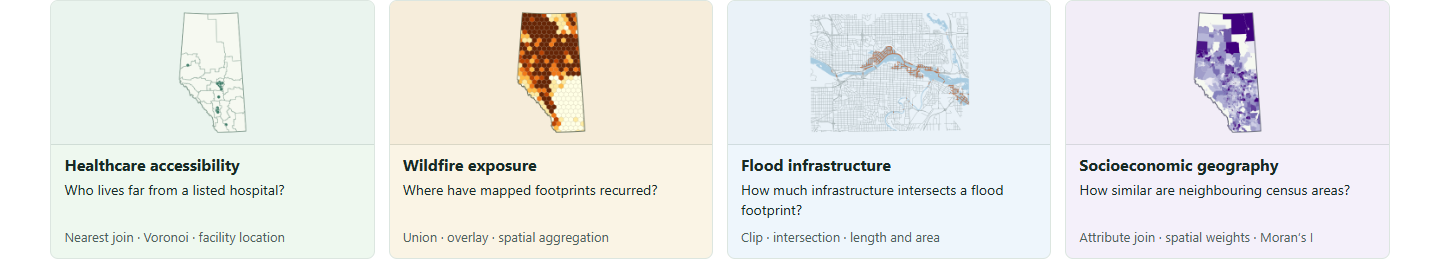 Healthcare accessibility
Who lives far from a listed hospital?
Nearest join · Voronoi · facility location
Wildfire exposure
Where have mapped footprints recurred?
Union · overlay · spatial aggregation
Flood infrastructure
How much infrastructure intersects a flood
footprint?
Clip · intersection · length and area
Socioeconomic geography
How similar are neighbouring census areas?
Attribute join · spatial weights · Moran's I